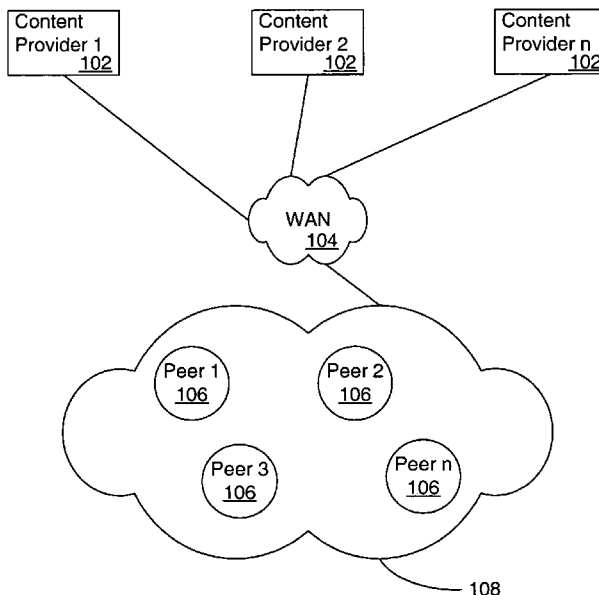 Content
Provider 1
102
Content
Provider 2
102
Content
Provider n
102
WAN
104
Peer 1
106
Peer 2
106
Peer 3
106
Peer n
106
108